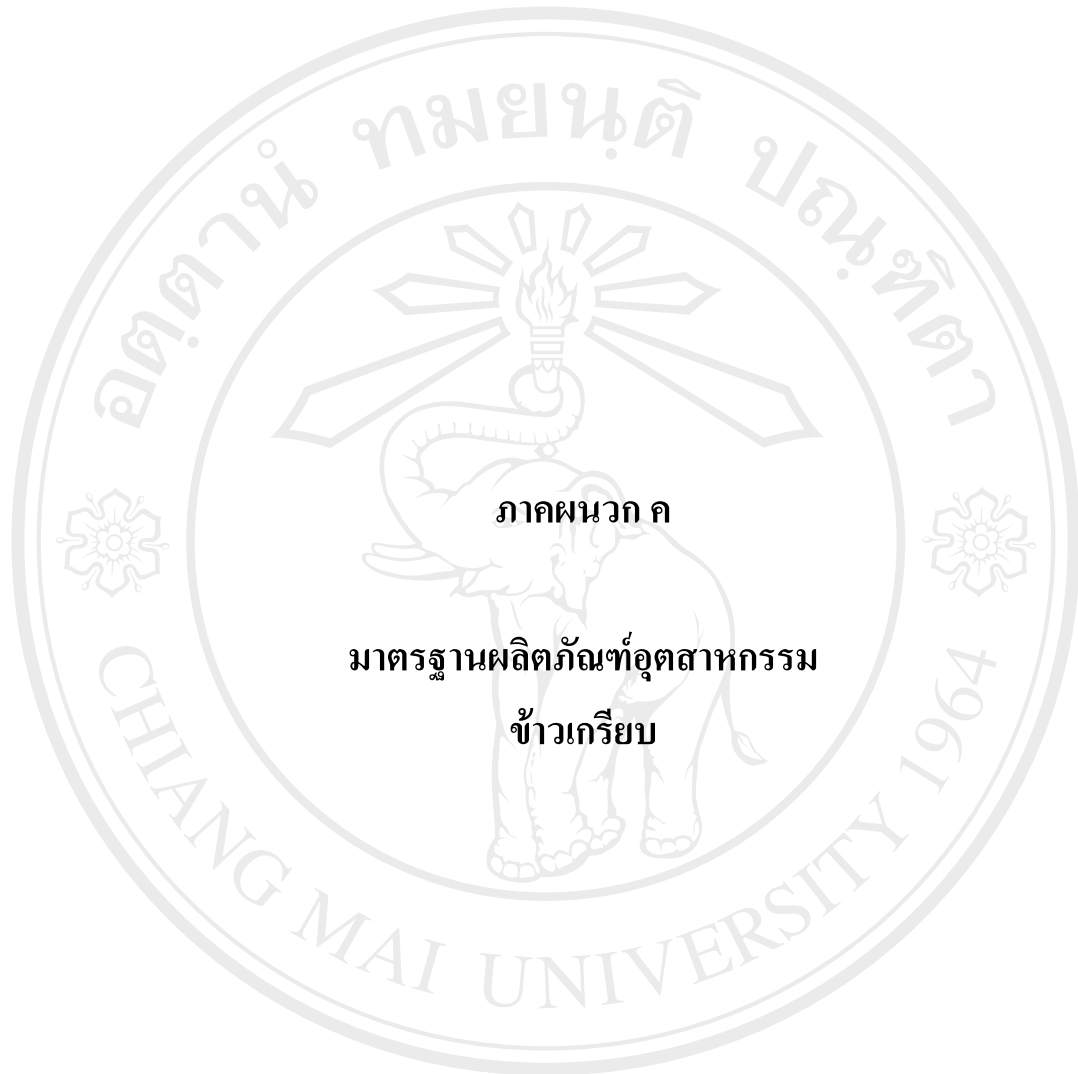 อตฺตานํ ทมยนฺติ ปณฺฑิตา
ภาคผนวก ค
มาตรฐานผลิตภัณฑ์อุตสาหกรรม
ข้าวเกรียบ
CHIANG MAI UNIVERSITY 1964